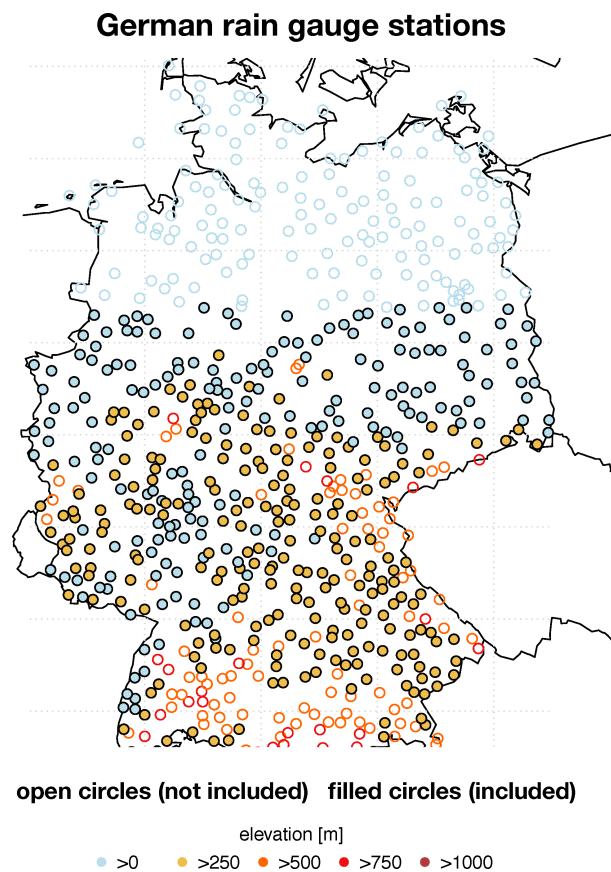 German rain gauge stations
open circles (not included) filled circles (included)
elevation [m]
>0 >250 >500 >750 >1000